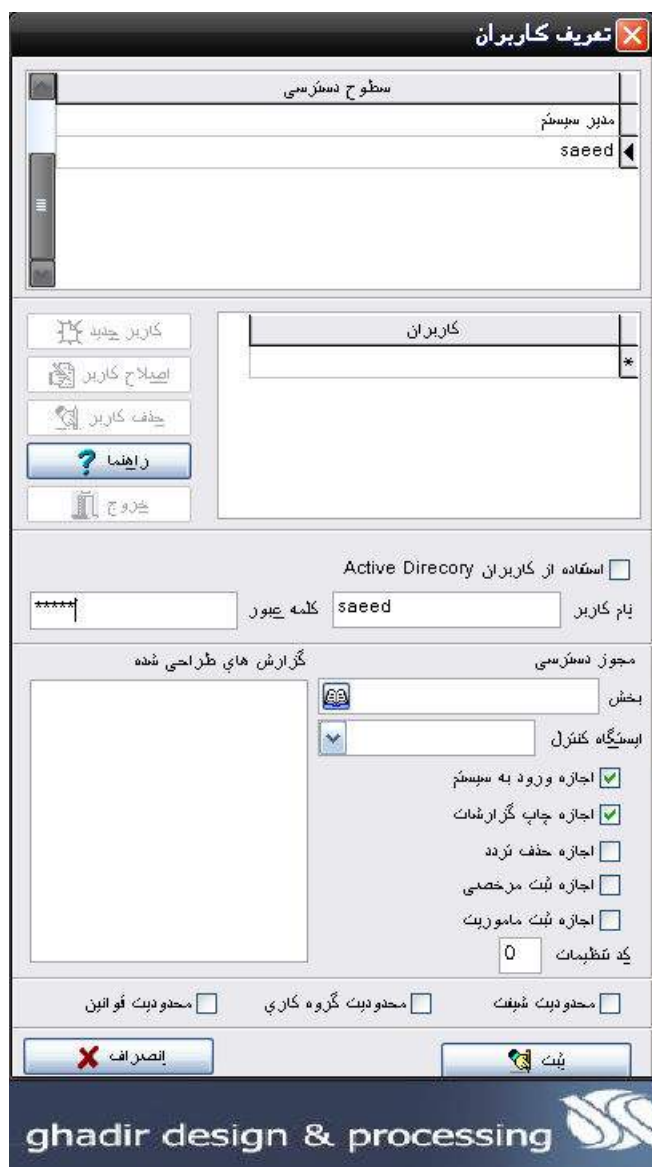 تعریف کاربران
سطوح دسترسی
مدیر سیستم
saeed
کاربران
*
کاربر جدید
اصلاح کاربر
حذف کاربر
راهنما ?
خروج
استفاده از کاربران Active Direcory
نام کاربر saeed کلمه عبور *****
مجوز دسترسی
بخش
ایستگاه کنترل
اجازه ورود به سیستم
اجازه چاپ گزارشات
اجازه حذف تردد
اجازه ثبت مرخصی
اجازه ثبت ماموریت
کد تنظیمات 0
گزارش های طراحی شده
محدودیت شیفت محدودیت گروه کاری محدودیت قوانین
ثبت انصراف
ghadir design & processing